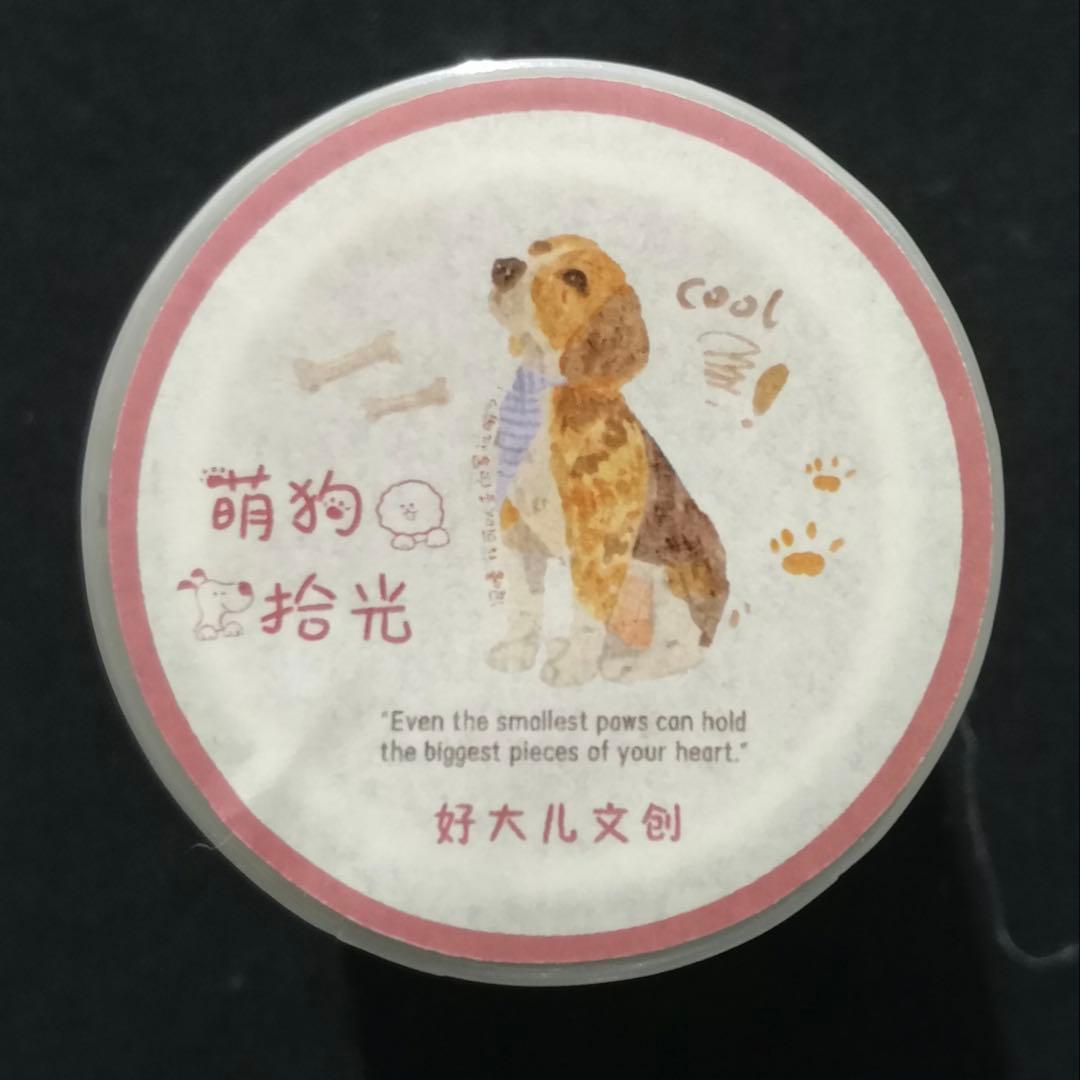 cool
萌狗
拾光
"Even the smallest paws can hold
the biggest pieces of your heart."
好大儿文创